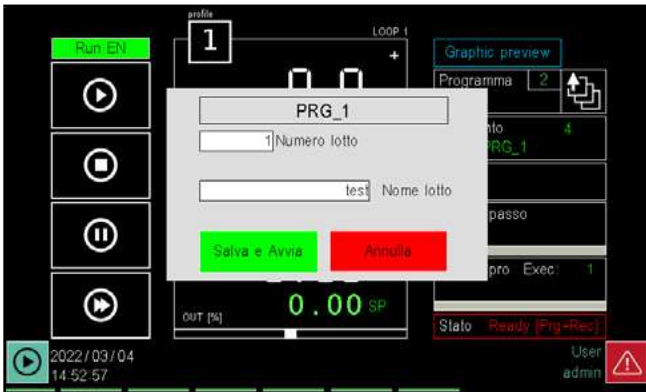 profile
1
LOOP 1
Run EN
+
Graphic preview
Programma 2
PRG_1
1 Numero lotto
nto 4
PRG_1
test Nome lotto
passo
Salva e Avvia
Annulla
pro Exec: 1
0.00 SP
OUT [%]
Stato Ready [Prg+Rec]
2022/03/04
14:52:57
User
admin